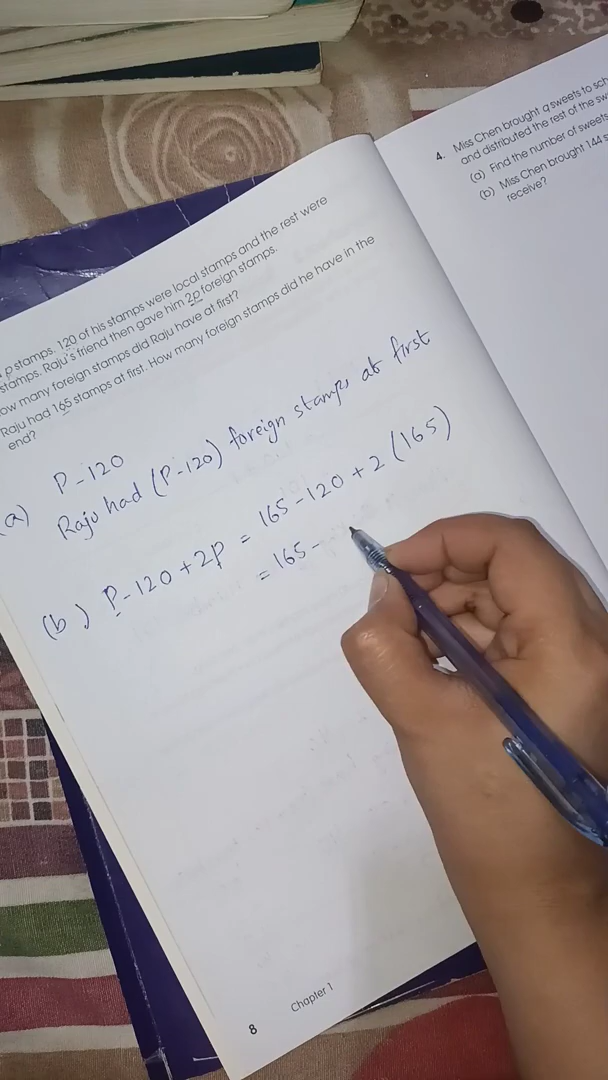 p stamps. 120 of his stamps were local stamps and the rest were
stamps. Raju's friend then gave him 2p foreign stamps.
ow many foreign stamps did Raju have at first?
Raju had 165 stamps at first. How many foreign stamps did he have in the
end?
(a) P-120
Raju had (P-120) foreign stamps at first
(b) P-120+2P = 165-120+2(165)
= 165-
8 Chapter 1
4. Miss Chen brought q sweets to sch
and distributed the rest of the sw
(a) Find the number of sweets
(b) Miss Chen brought 144 s
receive?